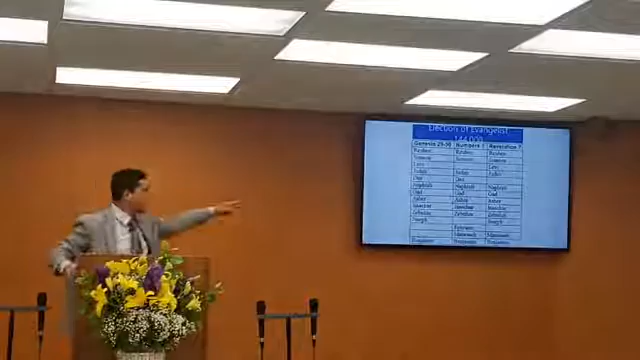 Election of Evangelist
144,000
Genesis 29-30 Numbers 1 Revelation 7
Reuben Reuben Reuben
Simeon Simeon Simeon
Levi Levi
Judah Judah Judah
Dan Dan
Naphtali Naphtali Naphtali
Gad Gad Gad
Asher Asher Asher
Issachar Issachar Issachar
Zebulun Zebulun Zebulun
Joseph Joseph
Ephraim
Manasseh Manasseh
Benjamin Benjamin Benjamin